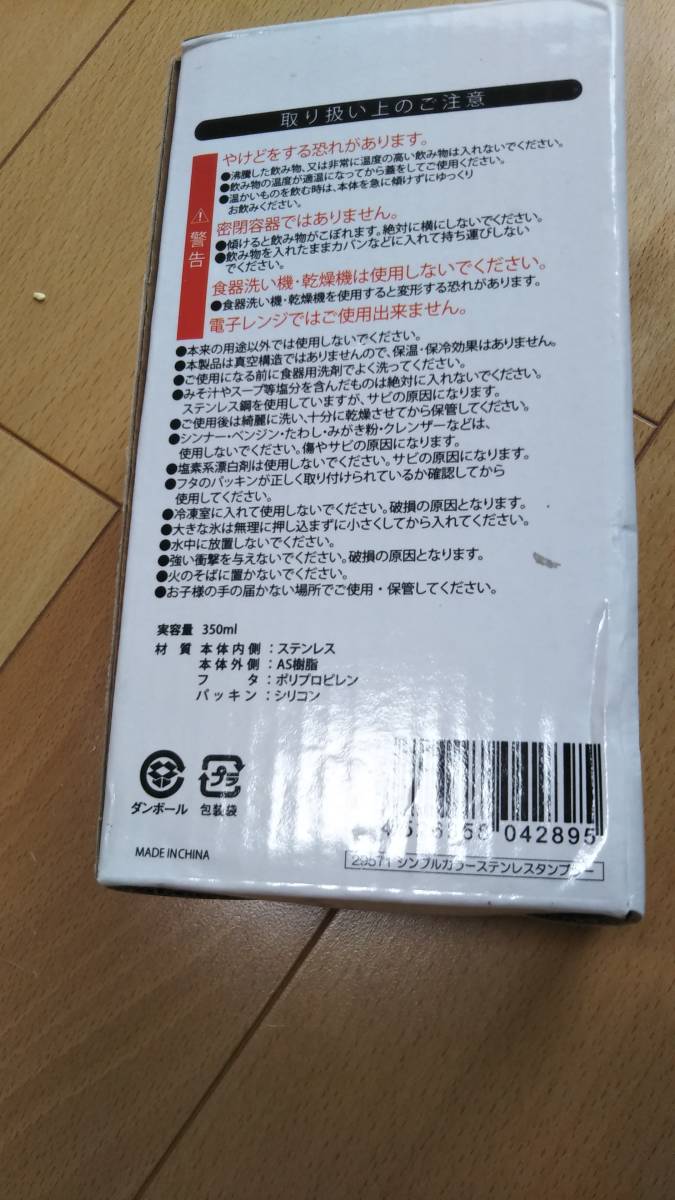 取り扱い上のご注意
警告
やけどをする恐れがあります。
●沸騰した飲み物、又は非常に温度の高い飲み物は入れないでください。
●飲み物の温度が適温になってから蓋をしてご使用ください。
●温かいものを飲む時は、本体を急に傾けずにゆっくり
お飲みください。
密閉容器ではありません。
●傾けると飲み物がこぼれます。絶対に横にしないでください。
●飲み物を入れたままカバンなどに入れて持ち運びしない
でください。
食器洗い機・乾燥機は使用しないでください。
●食器洗い機・乾燥機を使用すると変形する恐れがあります。
電子レンジではご使用出来ません。
●本来の用途以外では使用しないでください。
●本製品は真空構造ではありませんので、保温・保冷効果はありません。
●ご使用になる前に食器用洗剤でよく洗ってください。
●みそ汁やスープ等塩分を含んだものは絶対に入れないでください。
ステンレス鋼を使用していますが、サビの原因になります。
●ご使用後は綺麗に洗い、十分に乾燥させてから保管してください。
●シンナー・ベンジン・たわし・みがき粉・クレンザーなどは、
使用しないでください。傷やサビの原因になります。
●塩素系漂白剤は使用しないでください。サビの原因になります。
●フタのパッキンが正しく取り付けられているか確認してから
使用してください。
●冷凍室に入れて使用しないでください。破損の原因となります。
●大きな氷は無理に押し込まずに小さくしてから入れてください。
●水中に放置しないでください。
●強い衝撃を与えないでください。破損の原因となります。
●火のそばに置かないでください。
●お子様の手の届かない場所でご使用・保管してください。
実容量 350ml
材質 本体内側：ステンレス
本体外側：AS樹脂
フタ：ポリプロピレン
パッキン：シリコン
プラ
ダンボール 包装袋
MADE IN CHINA
042895
29571 シンプルカラーステンレスタンブラー